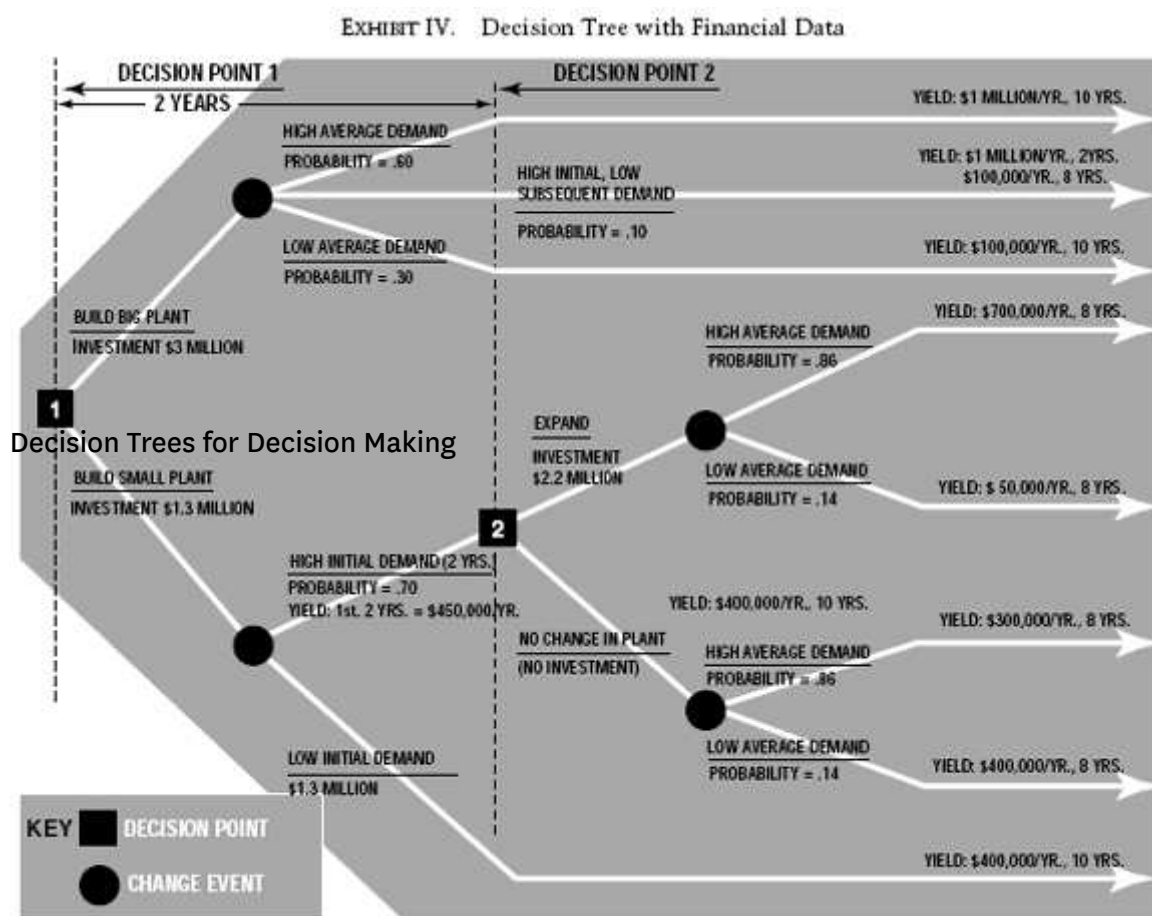 EXHIBIT IV. Decision Tree with Financial Data
DECISION POINT 1
DECISION POINT 2
2 YEARS
YIELD: $1 MILLION/YR., 10 YRS.
HIGH AVERAGE DEMAND
PROBABILITY = .60
YIELD: $1 MILLION/YR., 2YRS.
$100,000/YR., 8 YRS.
HIGH INITIAL, LOW
SUBSEQUENT DEMAND
PROBABILITY = .10
LOW AVERAGE DEMAND
PROBABILITY = .30
YIELD: $100,000/YR., 10 YRS.
BUILD BIG PLANT
INVESTMENT $3 MILLION
YIELD: $700,000/YR., 8 YRS.
HIGH AVERAGE DEMAND
PROBABILITY = .86
1
Decision Trees for Decision Making
EXPAND
INVESTMENT
$2.2 MILLION
LOW AVERAGE DEMAND
PROBABILITY = .14
YIELD: $ 50,000/YR., 8 YRS.
BUILD SMALL PLANT
INVESTMENT $1.3 MILLION
2
HIGH INITIAL DEMAND (2 YRS.)
PROBABILITY = .70
YIELD: 1st. 2 YRS. = $450,000/YR.
YIELD: $400,000/YR., 10 YRS.
YIELD: $300,000/YR., 8 YRS.
NO CHANGE IN PLANT
(NO INVESTMENT)
HIGH AVERAGE DEMAND
PROBABILITY = .86
LOW AVERAGE DEMAND
PROBABILITY = .14
YIELD: $400,000/YR., 8 YRS.
LOW INITIAL DEMAND
$1.3 MILLION
YIELD: $400,000/YR., 10 YRS.
KEY
DECISION POINT
CHANGE EVENT